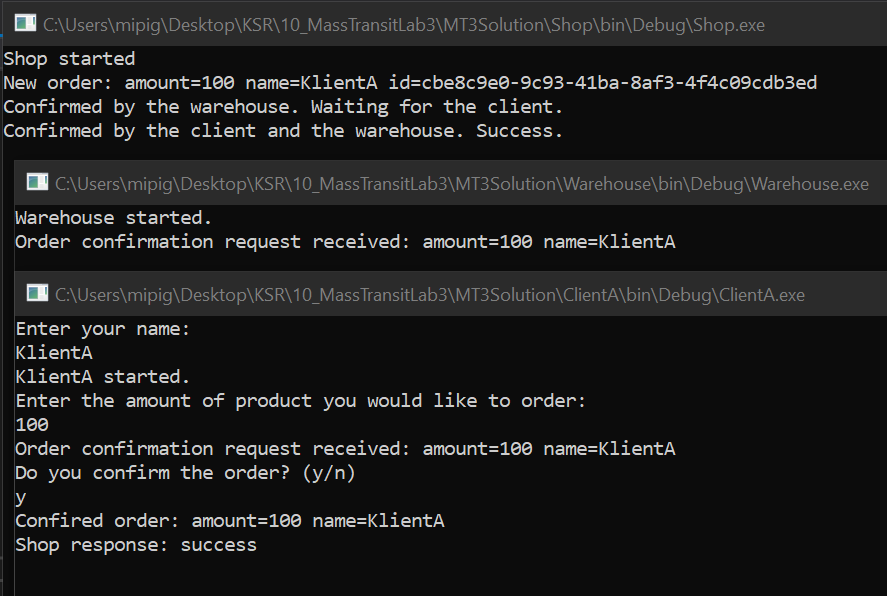 C:\Users\mipig\Desktop\KSR\10_MassTransitLab3\MT3Solution\Shop\bin\Debug\Shop.exe
Shop started
New order: amount=100 name=KlientA id=cbe8c9e0-9c93-41ba-8af3-4f4c09cdb3ed
Confirmed by the warehouse. Waiting for the client.
Confirmed by the client and the warehouse. Success.
C:\Users\mipig\Desktop\KSR\10_MassTransitLab3\MT3Solution\Warehouse\bin\Debug\Warehouse.exe
Warehouse started.
Order confirmation request received: amount=100 name=KlientA
C:\Users\mipig\Desktop\KSR\10_MassTransitLab3\MT3Solution\ClientA\bin\Debug\ClientA.exe
Enter your name:
KlientA
KlientA started.
Enter the amount of product you would like to order:
100
Order confirmation request received: amount=100 name=KlientA
Do you confirm the order? (y/n)
y
Confired order: amount=100 name=KlientA
Shop response: success